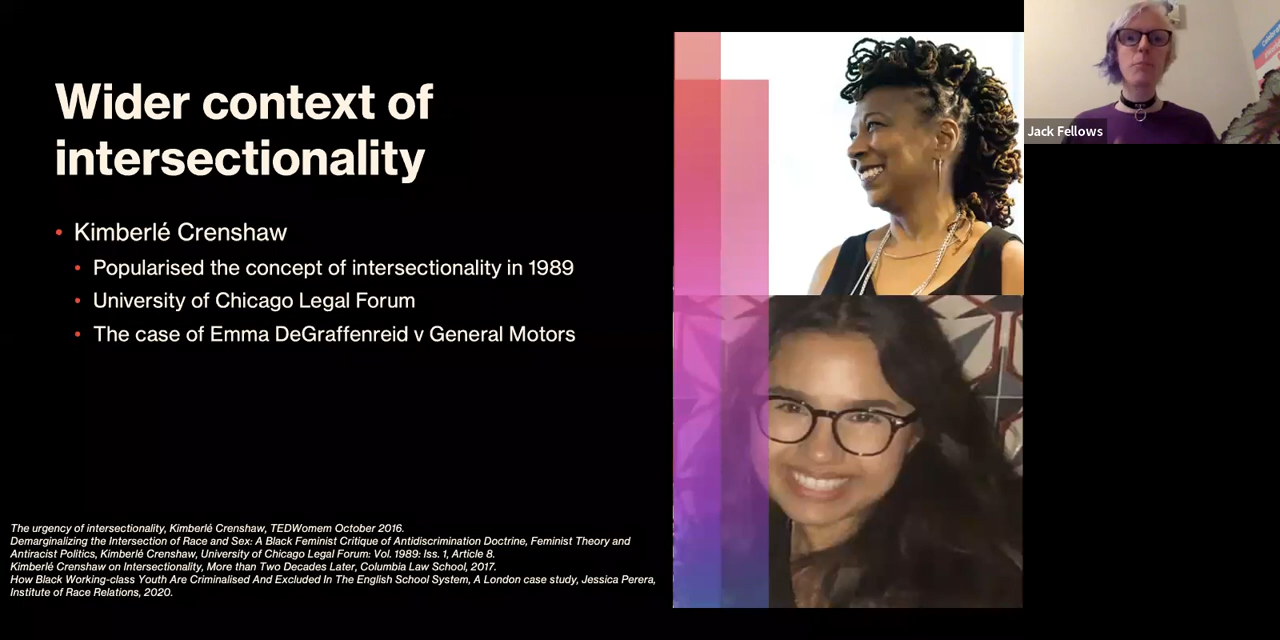 Wider context of
intersectionality
• Kimberlé Crenshaw
• Popularised the concept of intersectionality in 1989
• University of Chicago Legal Forum
• The case of Emma DeGraffenreid v General Motors
The urgency of intersectionality, Kimberlé Crenshaw, TEDWomem October 2016.
Demarginalizing the Intersection of Race and Sex: A Black Feminist Critique of Antidiscrimination Doctrine, Feminist Theory and
Antiracist Politics, Kimberlé Crenshaw, University of Chicago Legal Forum: Vol. 1989: Iss. 1, Article 8.
Kimberlé Crenshaw on Intersectionality, More than Two Decades Later, Columbia Law School, 2017.
How Black Working-class Youth Are Criminalised And Excluded In The English School System, A London case study, Jessica Perera,
Institute of Race Relations, 2020.
Jack Fellows